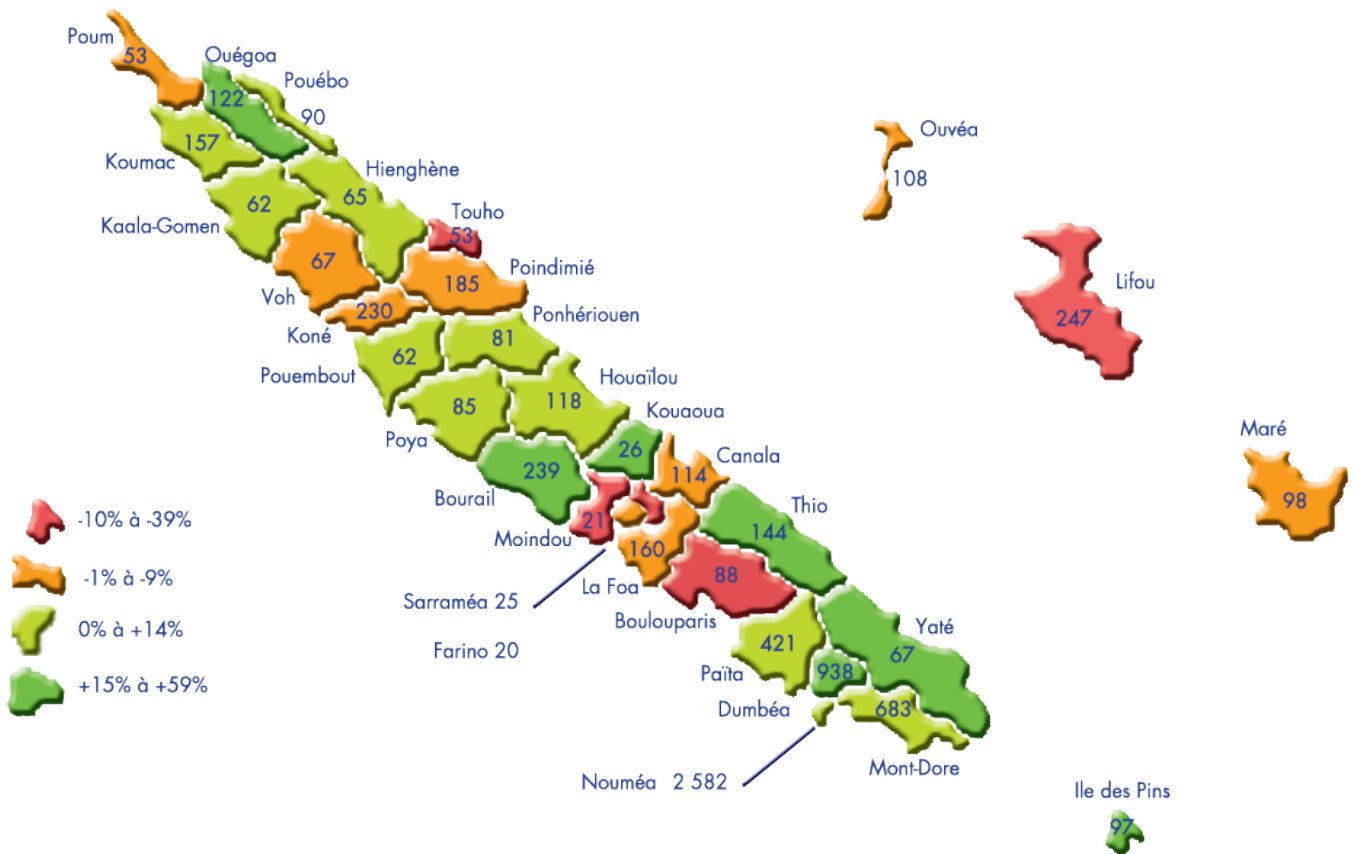 Poum
53
Ouégoa
122
Pouébo
90
157
Koumac
Hienghène
65
62
Kaala-Gomen
Touho
53
67
Voh
Poindimié
185
230
Koné
Ponhériouen
81
62
Pouembout
Houaïlou
118
85
Poya
Kouaoua
26
239
Bourail
Canala
114
21
Moindou
Thio
144
160
La Foa
88
Boulouparis
Sarraméa 25
Farino 20
421
Païta
Yaté
67
938
Dumbéa
683
Mont-Dore
Nouméa 2 582
Ouvéa
108
Lifou
247
Maré
98
Ile des Pins
97
-10% à -39%
-1% à -9%
0% à +14%
+15% à +59%